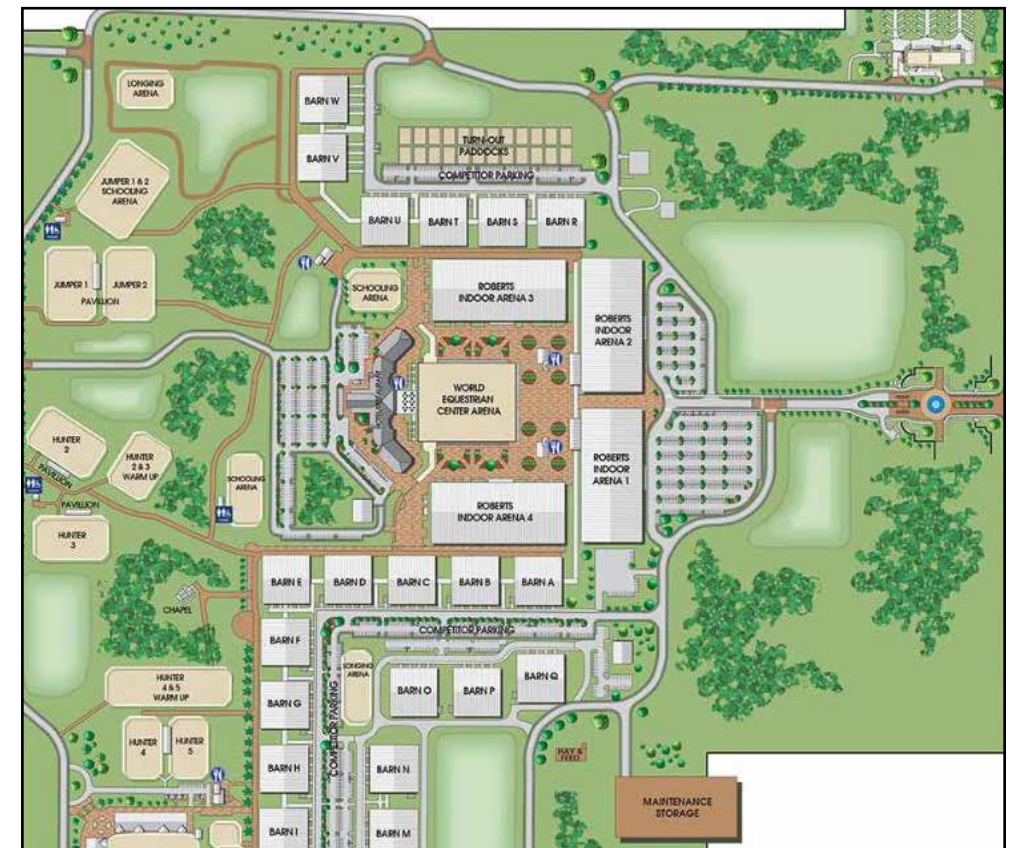 LONGING
ARENA
BARN W
BARN V
TURN-OUT
PADDOCKS
COMPETITOR PARKING
JUMPER 1 & 2
SCHOOLING
ARENA
BARN U
BARN T
BARN S
BARN R
JUMPER 1
JUMPER 2
PAVILLION
SCHOOLING
ARENA
ROBERTS
INDOOR ARENA 3
ROBERTS
INDOOR
ARENA 2
WORLD
EQUESTRIAN
CENTER ARENA
HUNTER
2
HUNTER
2 & 3
WARM UP
PAVILLION
PAVILLION
HUNTER
3
SCHOOLING
ARENA
ROBERTS
INDOOR
ARENA 1
ROBERTS
INDOOR ARENA 4
BARN E
BARN D
BARN C
BARN B
BARN A
CHAPEL
BARN F
COMPETITOR PARKING
LONGING
ARENA
BARN O
BARN P
BARN Q
HUNTER
4 & 5
WARM UP
BARN G
COMPETITOR PARKING
HUNTER
4
HUNTER
5
BARN H
BARN N
HAY &
FEED
MAINTENANCE
STORAGE
BARN I
BARN M